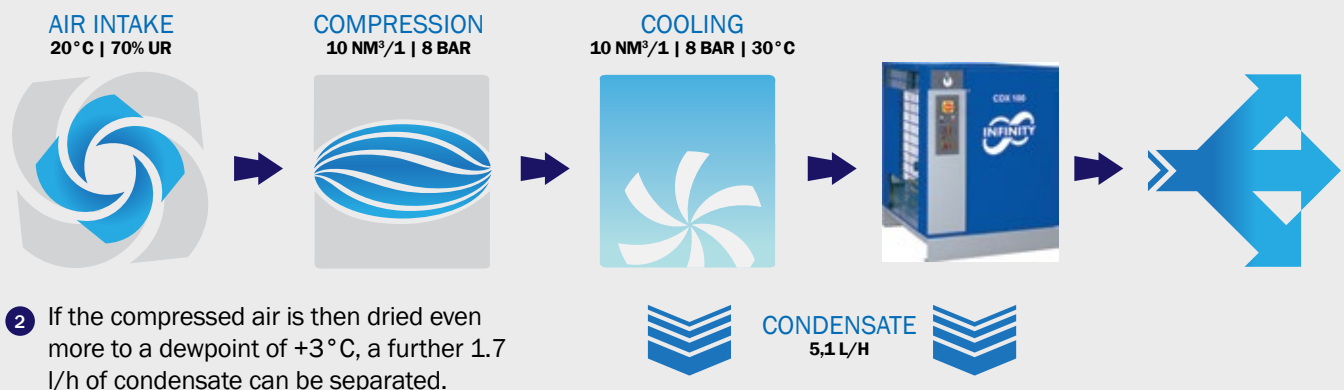 AIR INTAKE
20°C | 70% UR
COMPRESSION
10 NM³/1 | 8 BAR
COOLING
10 NM³/1 | 8 BAR | 30°C
CDX 180
INFINITY
2 If the compressed air is then dried even
more to a dewpoint of +3°C, a further 1.7
l/h of condensate can be separated.
CONDENSATE
5,1 L/H